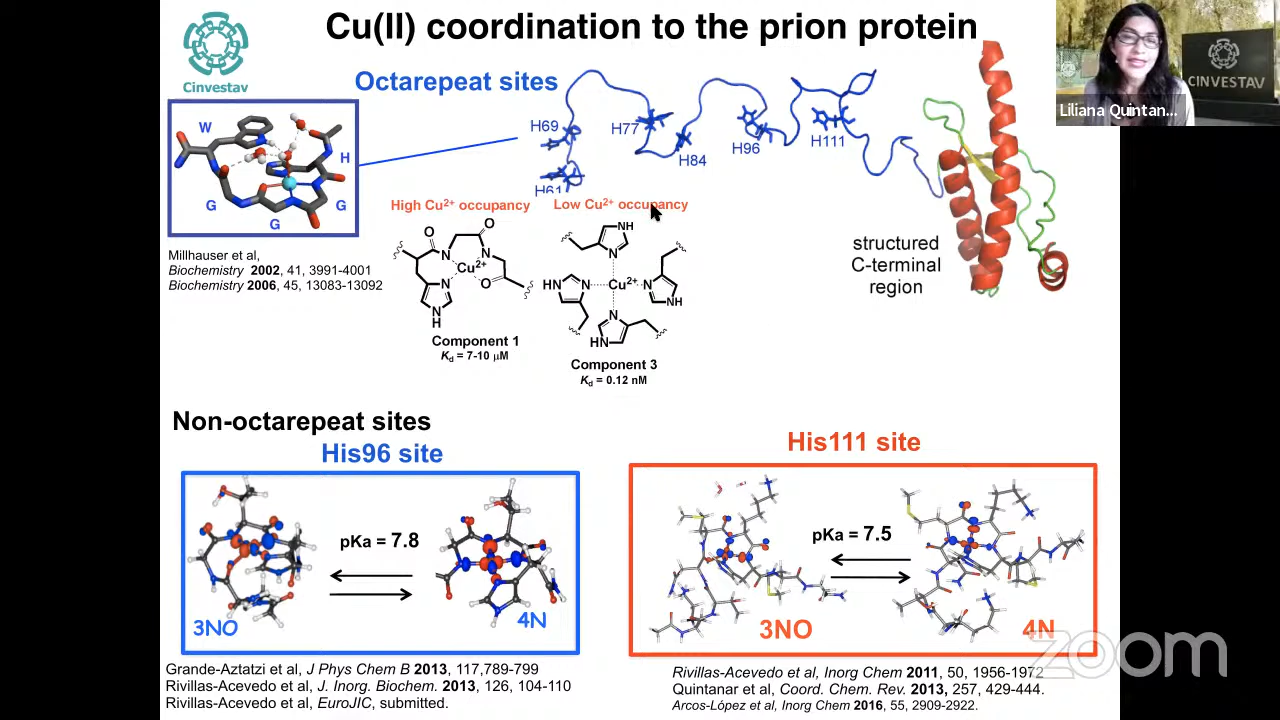 Cu(II) coordination to the prion protein
Cinvestav
CINVESTAV
Liliana Quintan...
Octarepeat sites
W
H
G
G
G
H69
H77
H84
H96
H111
H61
High Cu²⁺ occupancy
Low Cu²⁺ occupancy
Millhauser et al,
Biochemistry 2002, 41, 3991-4001
Biochemistry 2006, 45, 13083-13092
O
O
N
N
Cu²⁺
N
O
N
H
NH
N
HN
N
Cu²⁺
N
NH
N
HN
Component 1
Kd = 7-10 µM
Component 3
Kd = 0.12 nM
structured
C-terminal
region
Non-octarepeat sites
His96 site
pKa = 7.8
3NO
4N
His111 site
pKa = 7.5
3NO
4N
zoom
Grande-Aztatzi et al, J Phys Chem B 2013, 117,789-799
Rivillas-Acevedo et al, J. Inorg. Biochem. 2013, 126, 104-110
Rivillas-Acevedo et al, EuroJIC, submitted.
Rivillas-Acevedo et al, Inorg Chem 2011, 50, 1956-1972
Quintanar et al, Coord. Chem. Rev. 2013, 257, 429-444.
Arcos-López et al, Inorg Chem 2016, 55, 2909-2922.